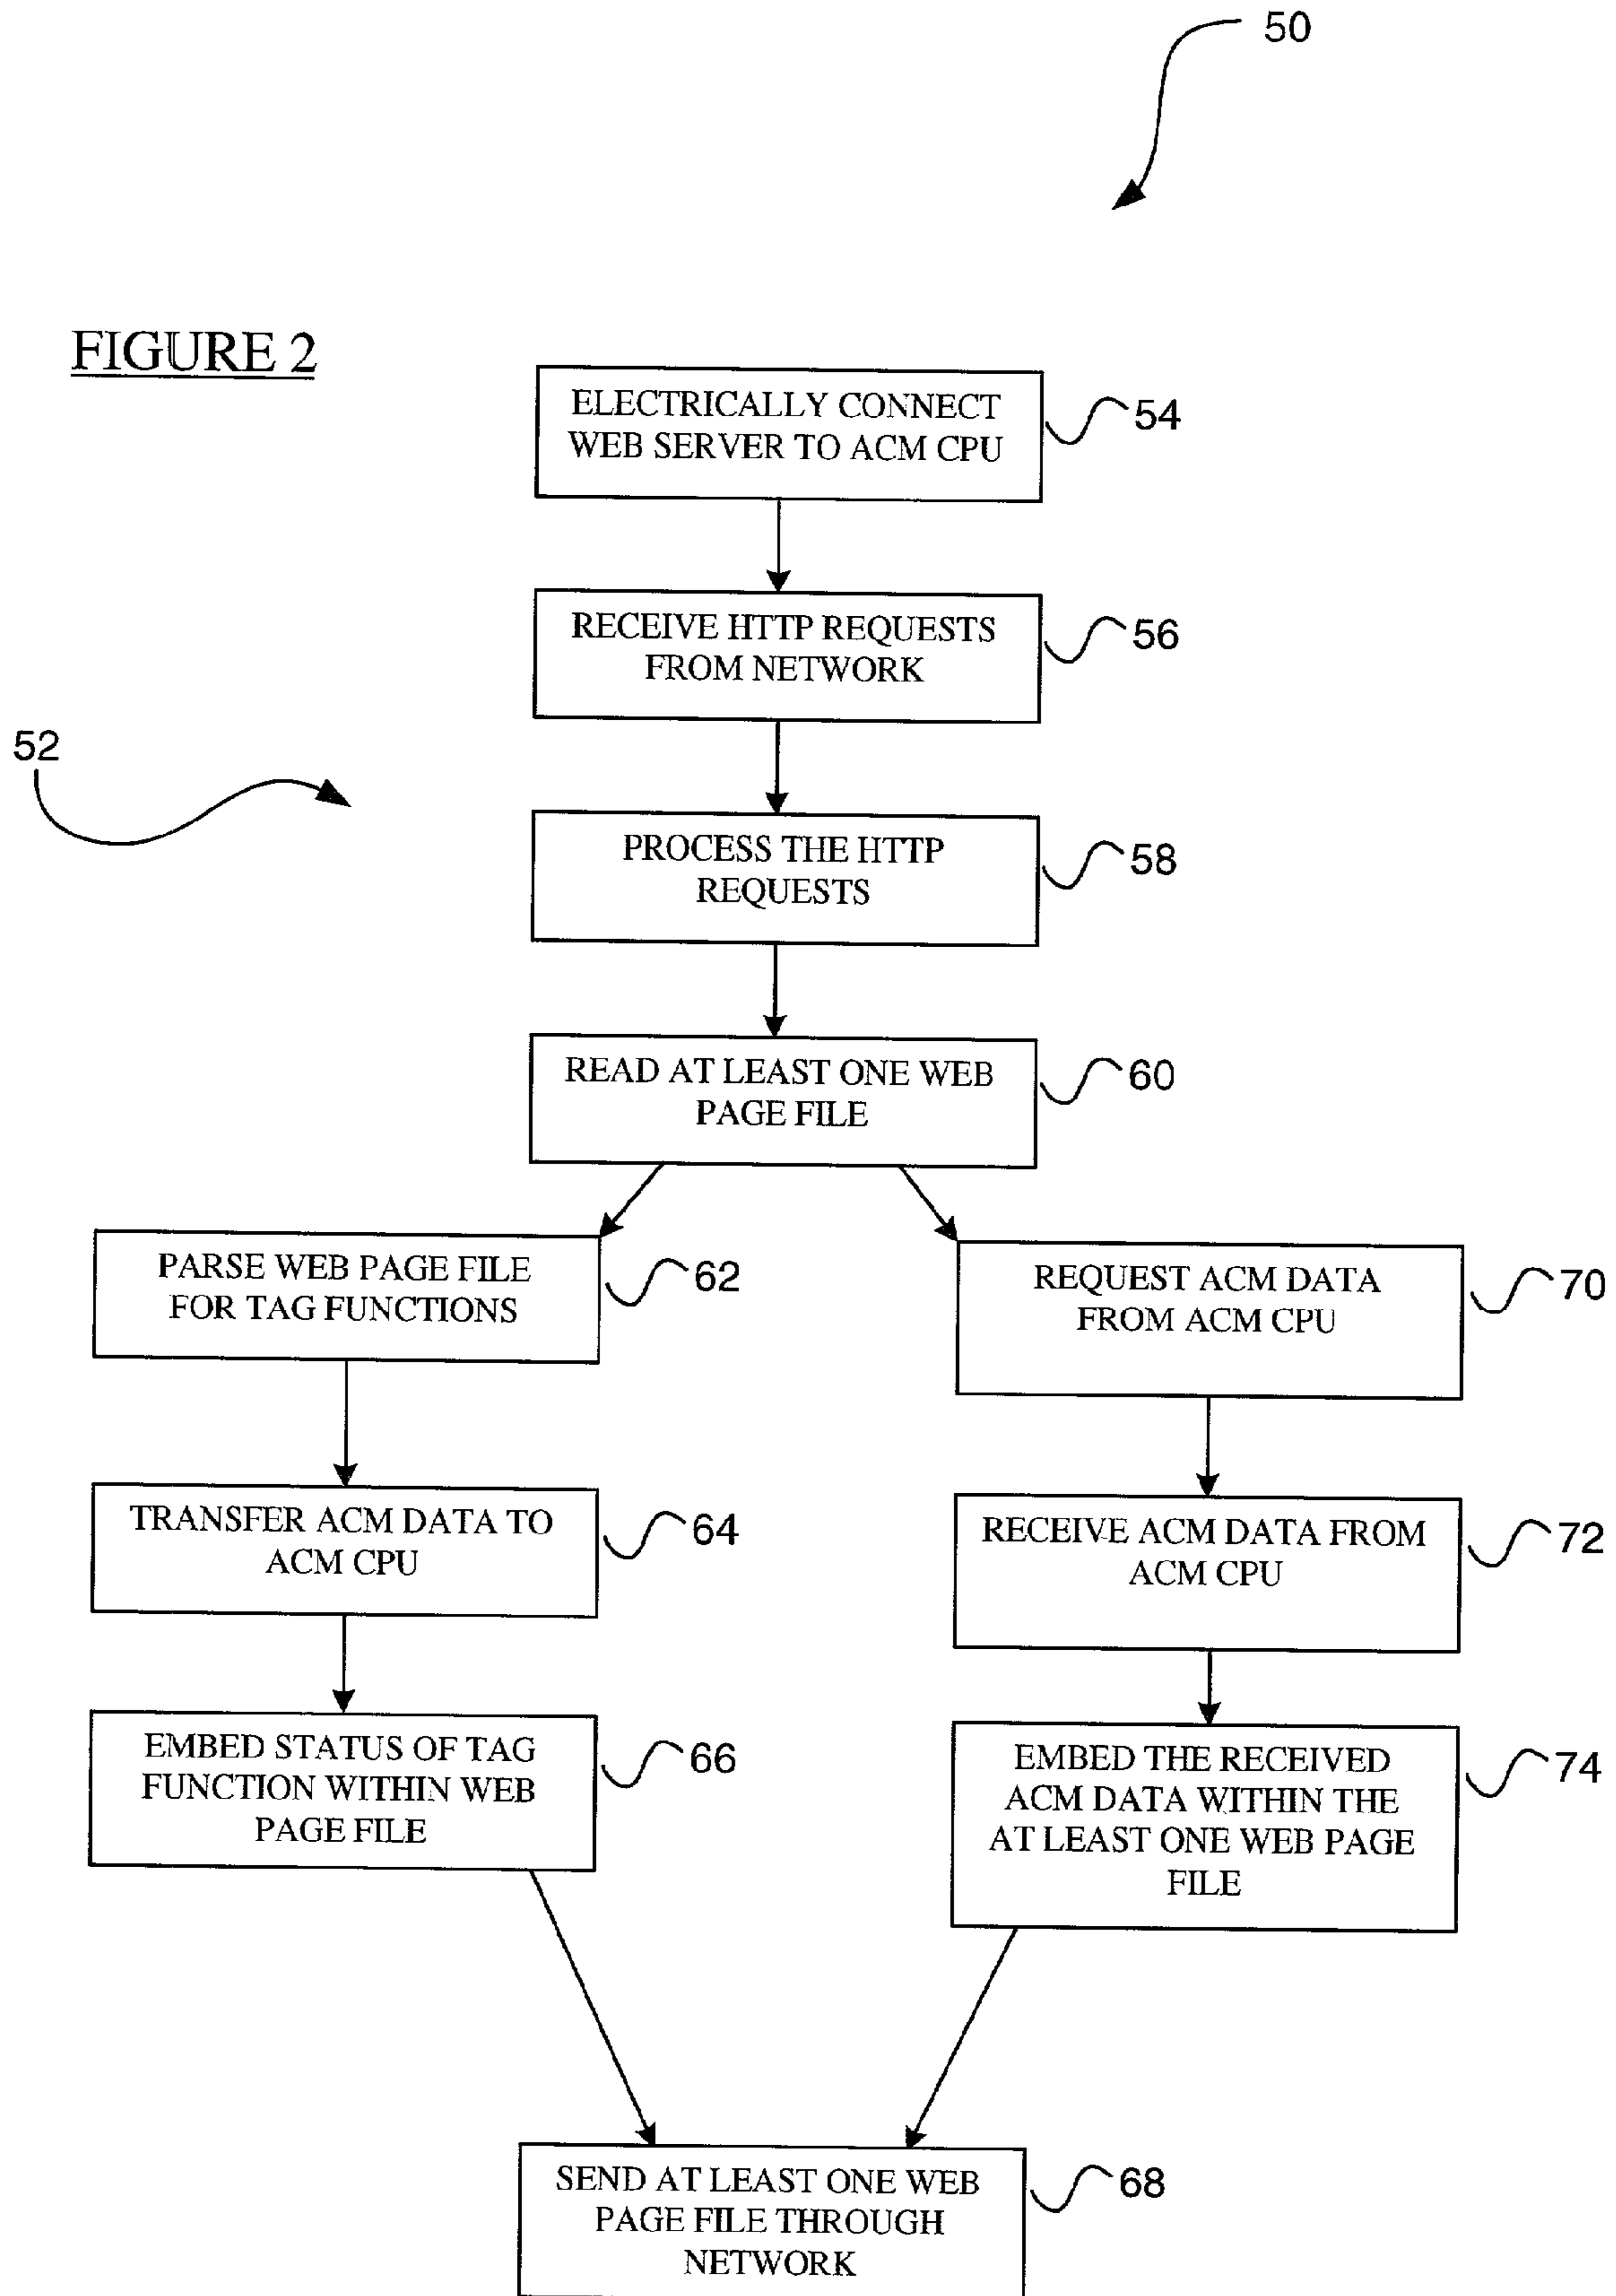 50
FIGURE 2
ELECTRICALLY CONNECT
WEB SERVER TO ACM CPU
54
RECEIVE HTTP REQUESTS
FROM NETWORK
56
52
PROCESS THE HTTP
REQUESTS
58
READ AT LEAST ONE WEB
PAGE FILE
60
PARSE WEB PAGE FILE
FOR TAG FUNCTIONS
62
REQUEST ACM DATA
FROM ACM CPU
70
TRANSFER ACM DATA TO
ACM CPU
64
RECEIVE ACM DATA FROM
ACM CPU
72
EMBED STATUS OF TAG
FUNCTION WITHIN WEB
PAGE FILE
66
EMBED THE RECEIVED
ACM DATA WITHIN THE
AT LEAST ONE WEB PAGE
FILE
74
SEND AT LEAST ONE WEB
PAGE FILE THROUGH
NETWORK
68